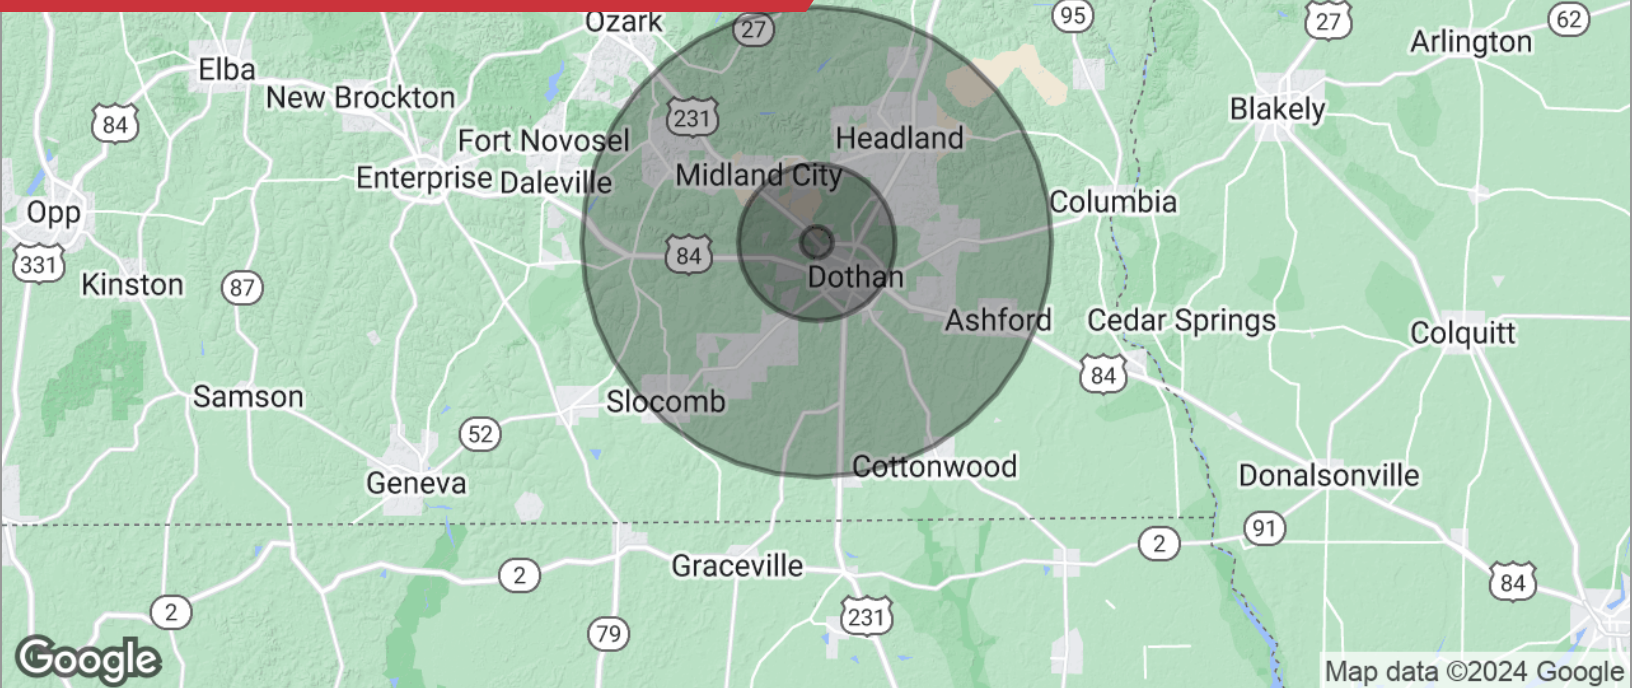 Ozark
27
95
27
62
Arlington
Elba
New Brockton
84
231
Blakely
Fort Novosel
Headland
Enterprise
Daleville
Midland City
Columbia
Opp
331
84
Dothan
Kinston
87
Ashford
Cedar Springs
Colquitt
84
Samson
Slocomb
52
Geneva
Cottonwood
Donalsonville
91
2
Graceville
2
84
2
231
79
Google
Map data ©2024 Google